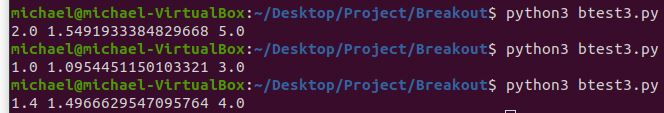 michael@michael-VirtualBox:~/Desktop/Project/Breakout$ python3 btest3.py
2.0 1.5491933384829668 5.0
michael@michael-VirtualBox:~/Desktop/Project/Breakout$ python3 btest3.py
1.0 1.0954451150103321 3.0
michael@michael-VirtualBox:~/Desktop/Project/Breakout$ python3 btest3.py
1.4 1.4966629547095764 4.0